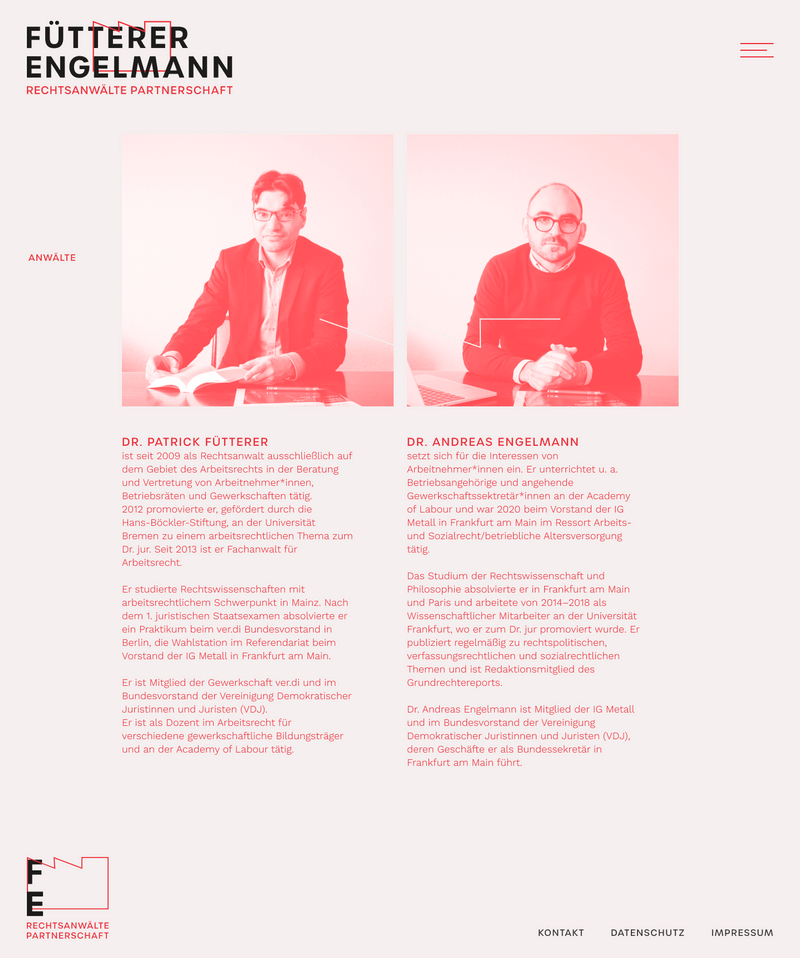 FÜTTERER
ENGELMANN
RECHTSANWÄLTE PARTNERSCHAFT
ANWÄLTE
DR. PATRICK FÜTTERER
ist seit 2009 als Rechtsanwalt ausschließlich auf
dem Gebiet des Arbeitsrechts in der Beratung
und Vertretung von Arbeitnehmer*innen,
Betriebsräten und Gewerkschaften tätig.
2012 promovierte er, gefördert durch die
Hans-Böckler-Stiftung, an der Universität
Bremen zu einem arbeitsrechtlichen Thema zum
Dr. jur. Seit 2013 ist er Fachanwalt für
Arbeitsrecht.
Er studierte Rechtswissenschaften mit
arbeitsrechtlichem Schwerpunkt in Mainz. Nach
dem 1. juristischen Staatsexamen absolvierte er
ein Praktikum beim ver.di Bundesvorstand in
Berlin, die Wahlstation im Referendariat beim
Vorstand der IG Metall in Frankfurt am Main.
Er ist Mitglied der Gewerkschaft ver.di und im
Bundesvorstand der Vereinigung Demokratischer
Juristinnen und Juristen (VDJ).
Er ist als Dozent im Arbeitsrecht für
verschiedene gewerkschaftliche Bildungsträger
und an der Academy of Labour tätig.
DR. ANDREAS ENGELMANN
setzt sich für die Interessen von
Arbeitnehmer*innen ein. Er unterrichtet u. a.
Betriebsangehörige und angehende
Gewerkschaftssektretär*innen an der Academy
of Labour und war 2020 beim Vorstand der IG
Metall in Frankfurt am Main im Ressort Arbeits-
und Sozialrecht/betriebliche Altersversorgung
tätig.
Das Studium der Rechtswissenschaft und
Philosophie absolvierte er in Frankfurt am Main
und Paris und arbeitete von 2014–2018 als
Wissenschaftlicher Mitarbeiter an der Universität
Frankfurt, wo er zum Dr. jur promoviert wurde. Er
publiziert regelmäßig zu rechtspolitischen,
verfassungsrechtlichen und sozialrechtlichen
Themen und ist Redaktionsmitglied des
Grundrechtereports.
Dr. Andreas Engelmann ist Mitglied der IG Metall
und im Bundesvorstand der Vereinigung
Demokratischer Juristinnen und Juristen (VDJ),
deren Geschäfte er als Bundessekretär in
Frankfurt am Main führt.
F
E
RECHTSANWÄLTE
PARTNERSCHAFT
KONTAKT DATENSCHUTZ IMPRESSUM